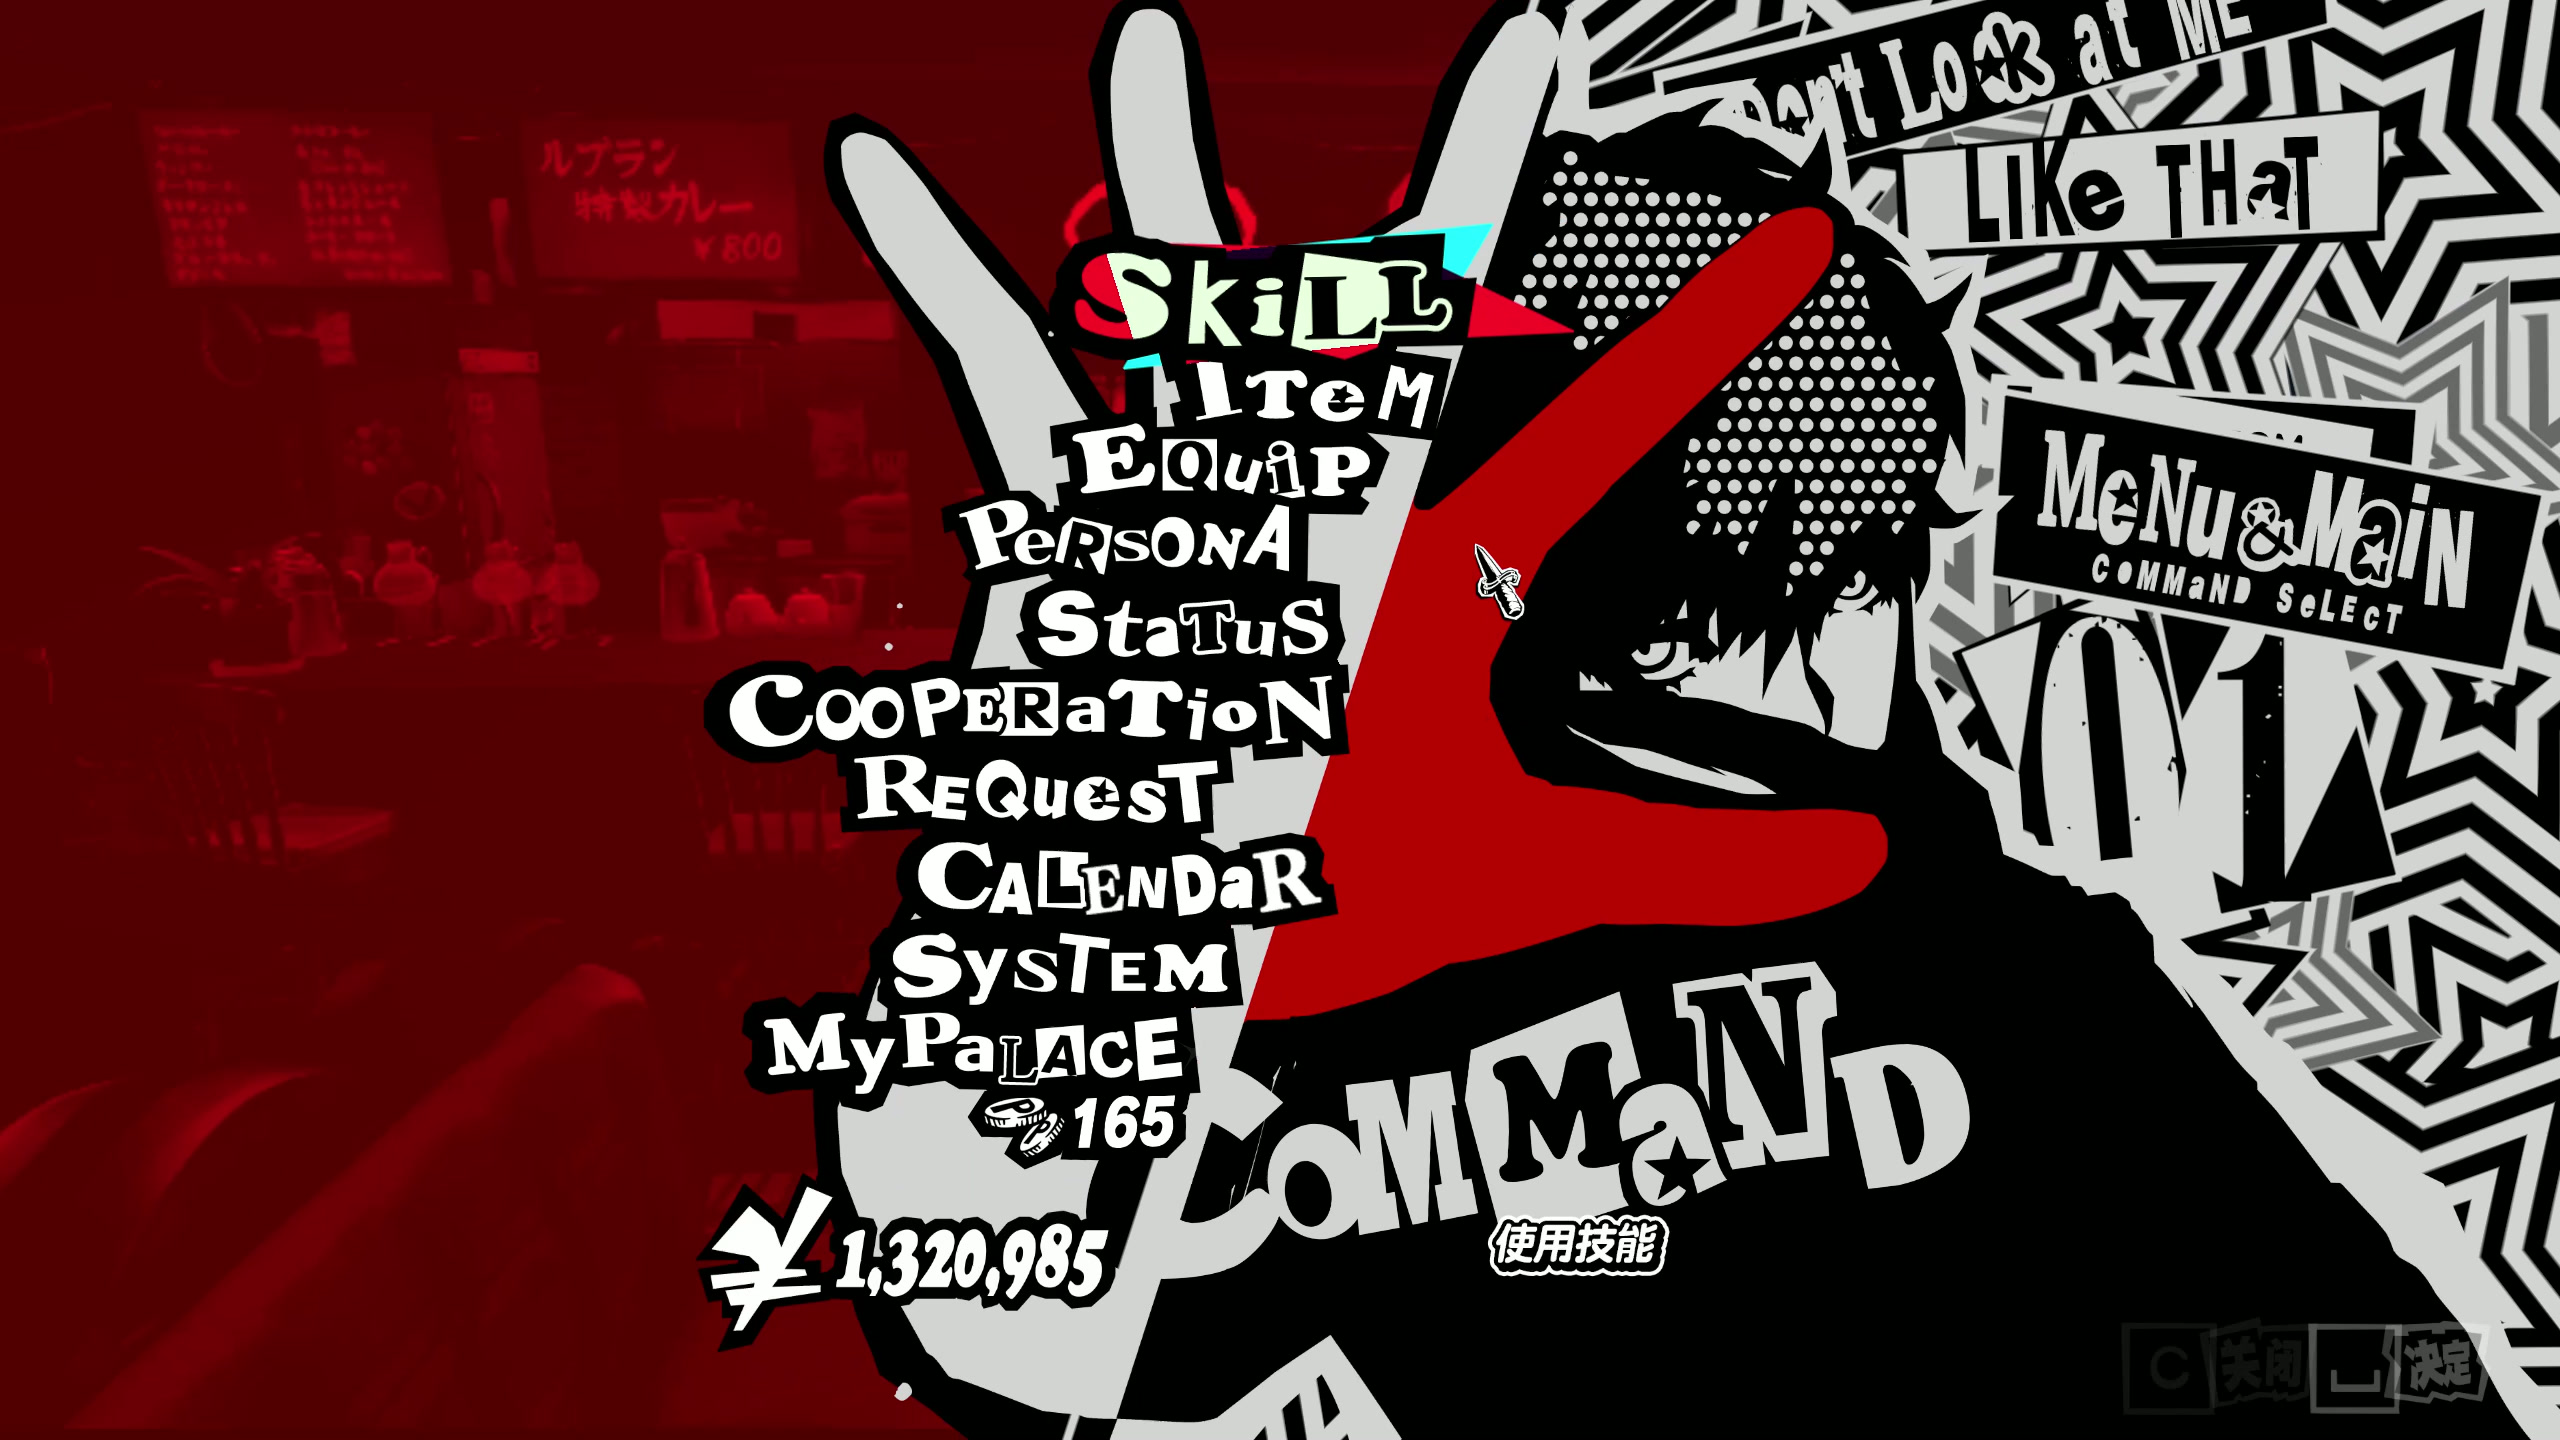 Don't Look at ME
LIKe THaT
ルブラン
特製カレー
￥800
SkiLL
ITeM
EQuiP
PeRSONA
StaTuS
COOPERaTioN
REQuesT
CALENDaR
SySTEM
MyPaLACE
165
¥1,320,985
MeNu&MaiN
CoMMaND SeLEcT
01
CoMMaND
使用技能
C 关闭 决定